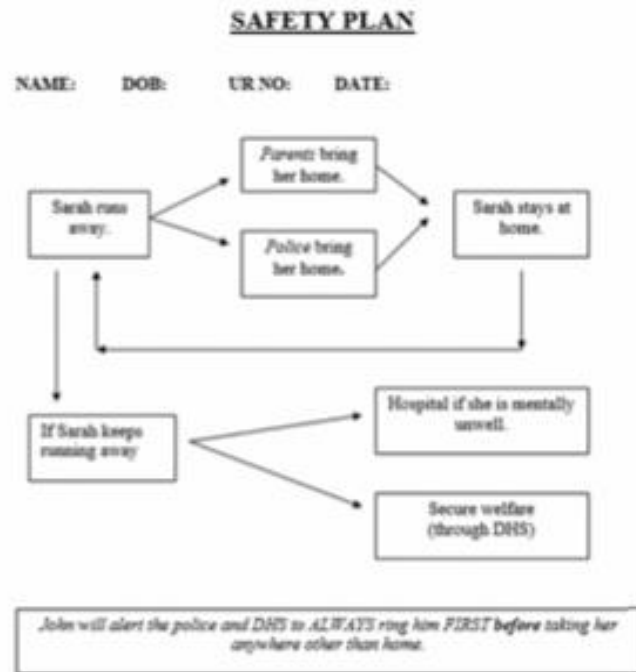 SAFETY PLAN
NAME: DOB: UR NO: DATE:
Parents bring
her home.
Sarah runs
away.
Sarah stays at
home.
Police bring
her home.
Hospital if she is mentally
unwell.
If Sarah keeps
running away
Secure welfare
(through DHS)
John will alert the police and DHS to ALWAYS ring him FIRST before taking her
anywhere other than home.